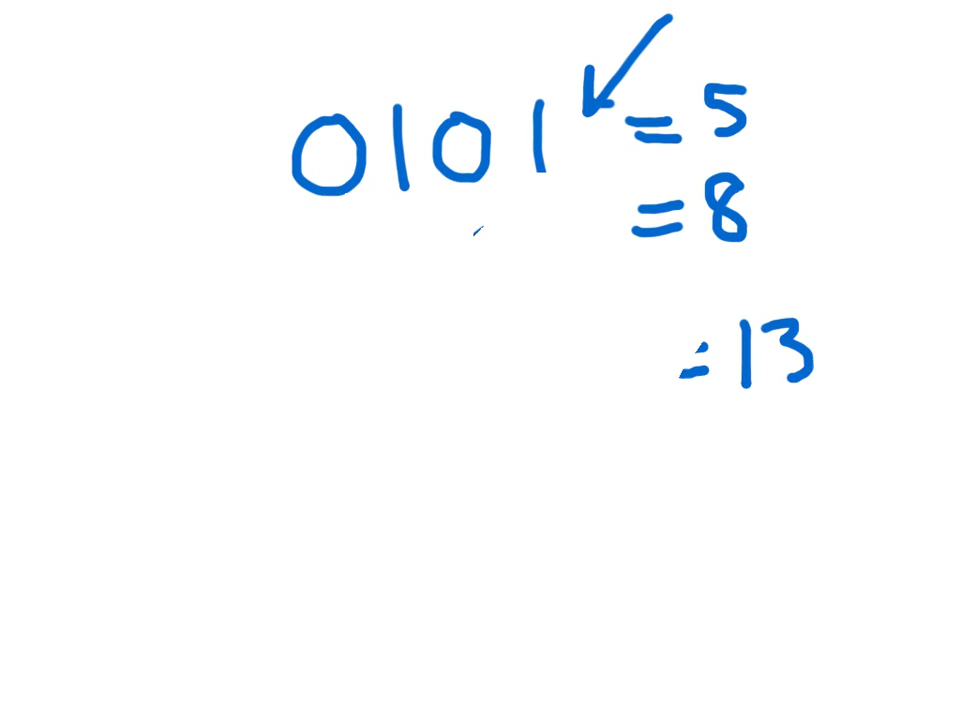 0101 = 5
= 8
= 13